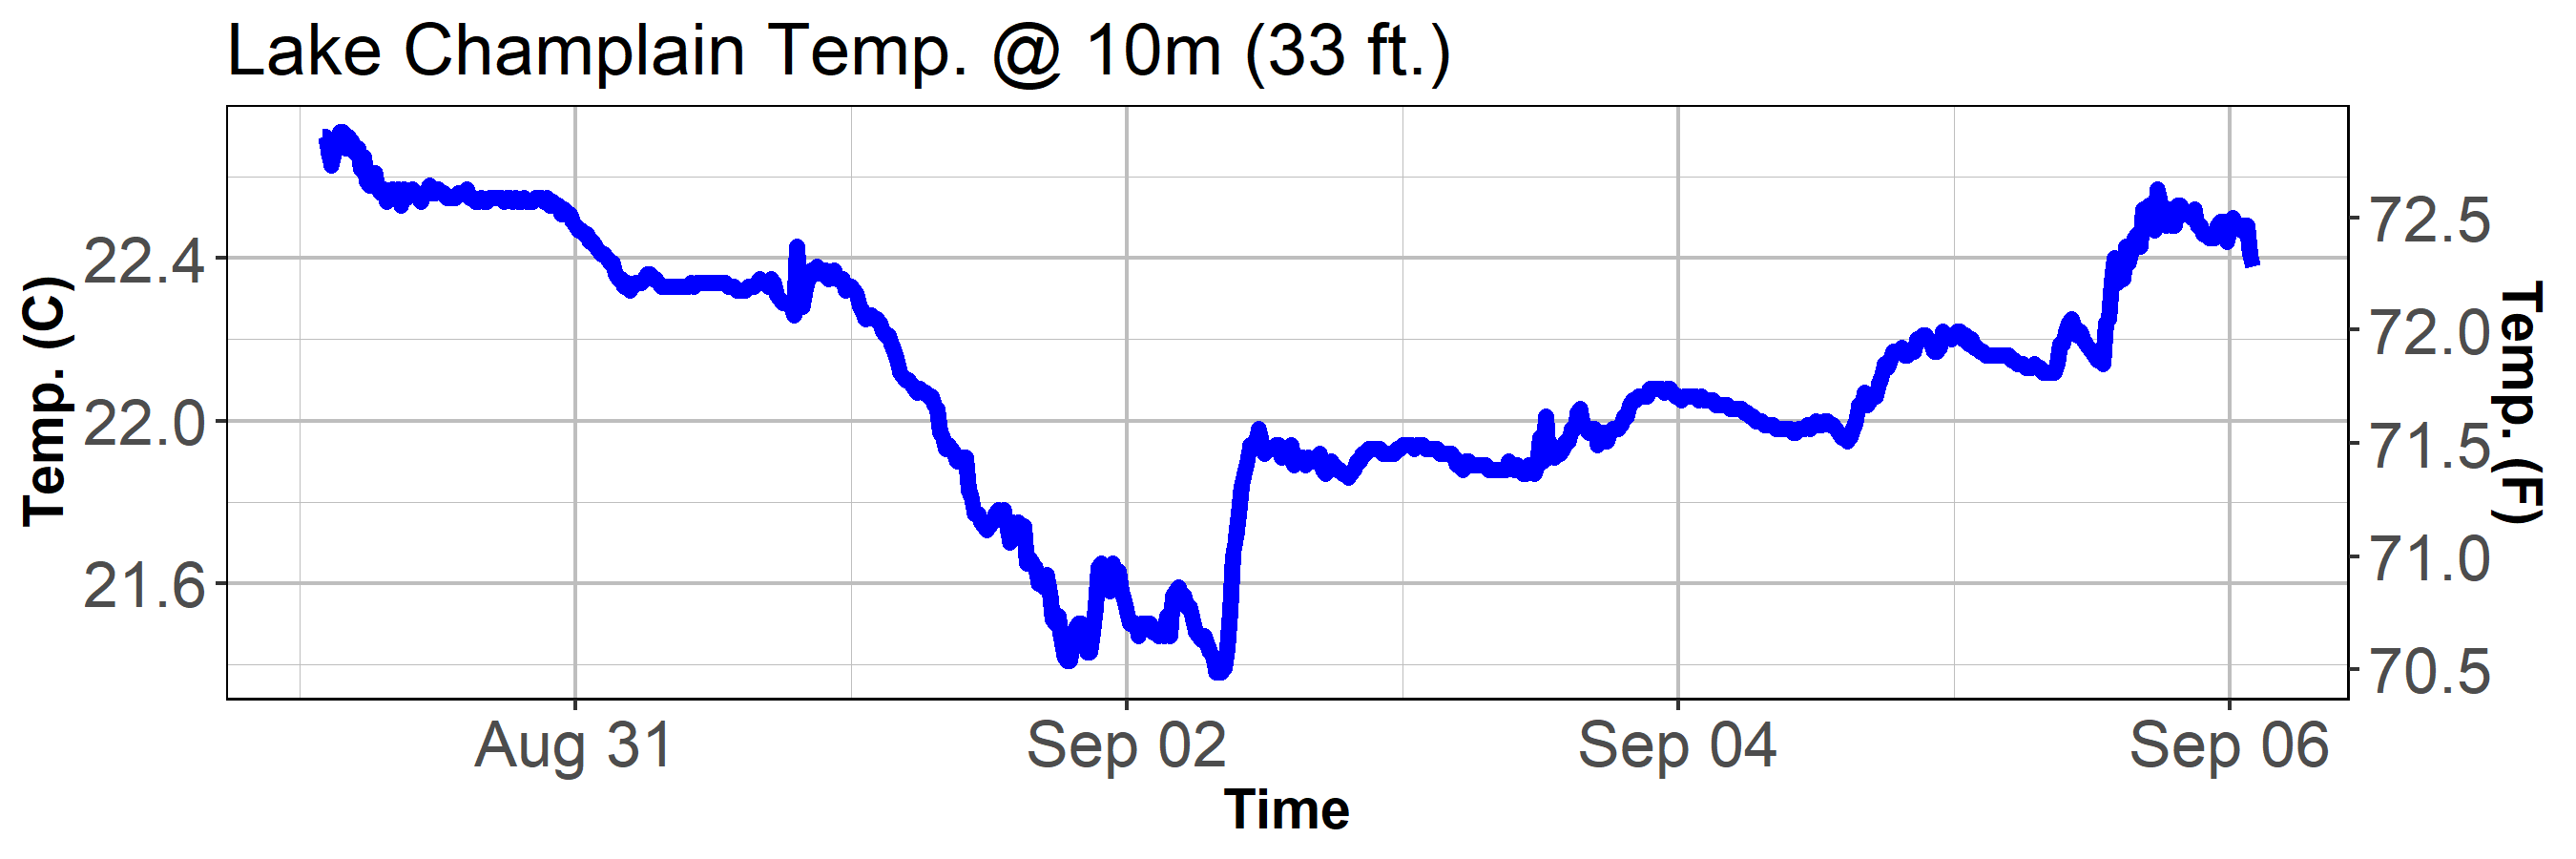 Lake Champlain Temp. @ 10m (33 ft.)
Temp. (C)
22.4
22.0
21.6
72.5
72.0
71.5
71.0
70.5
Temp. (F)
Aug 31
Sep 02
Sep 04
Sep 06
Time